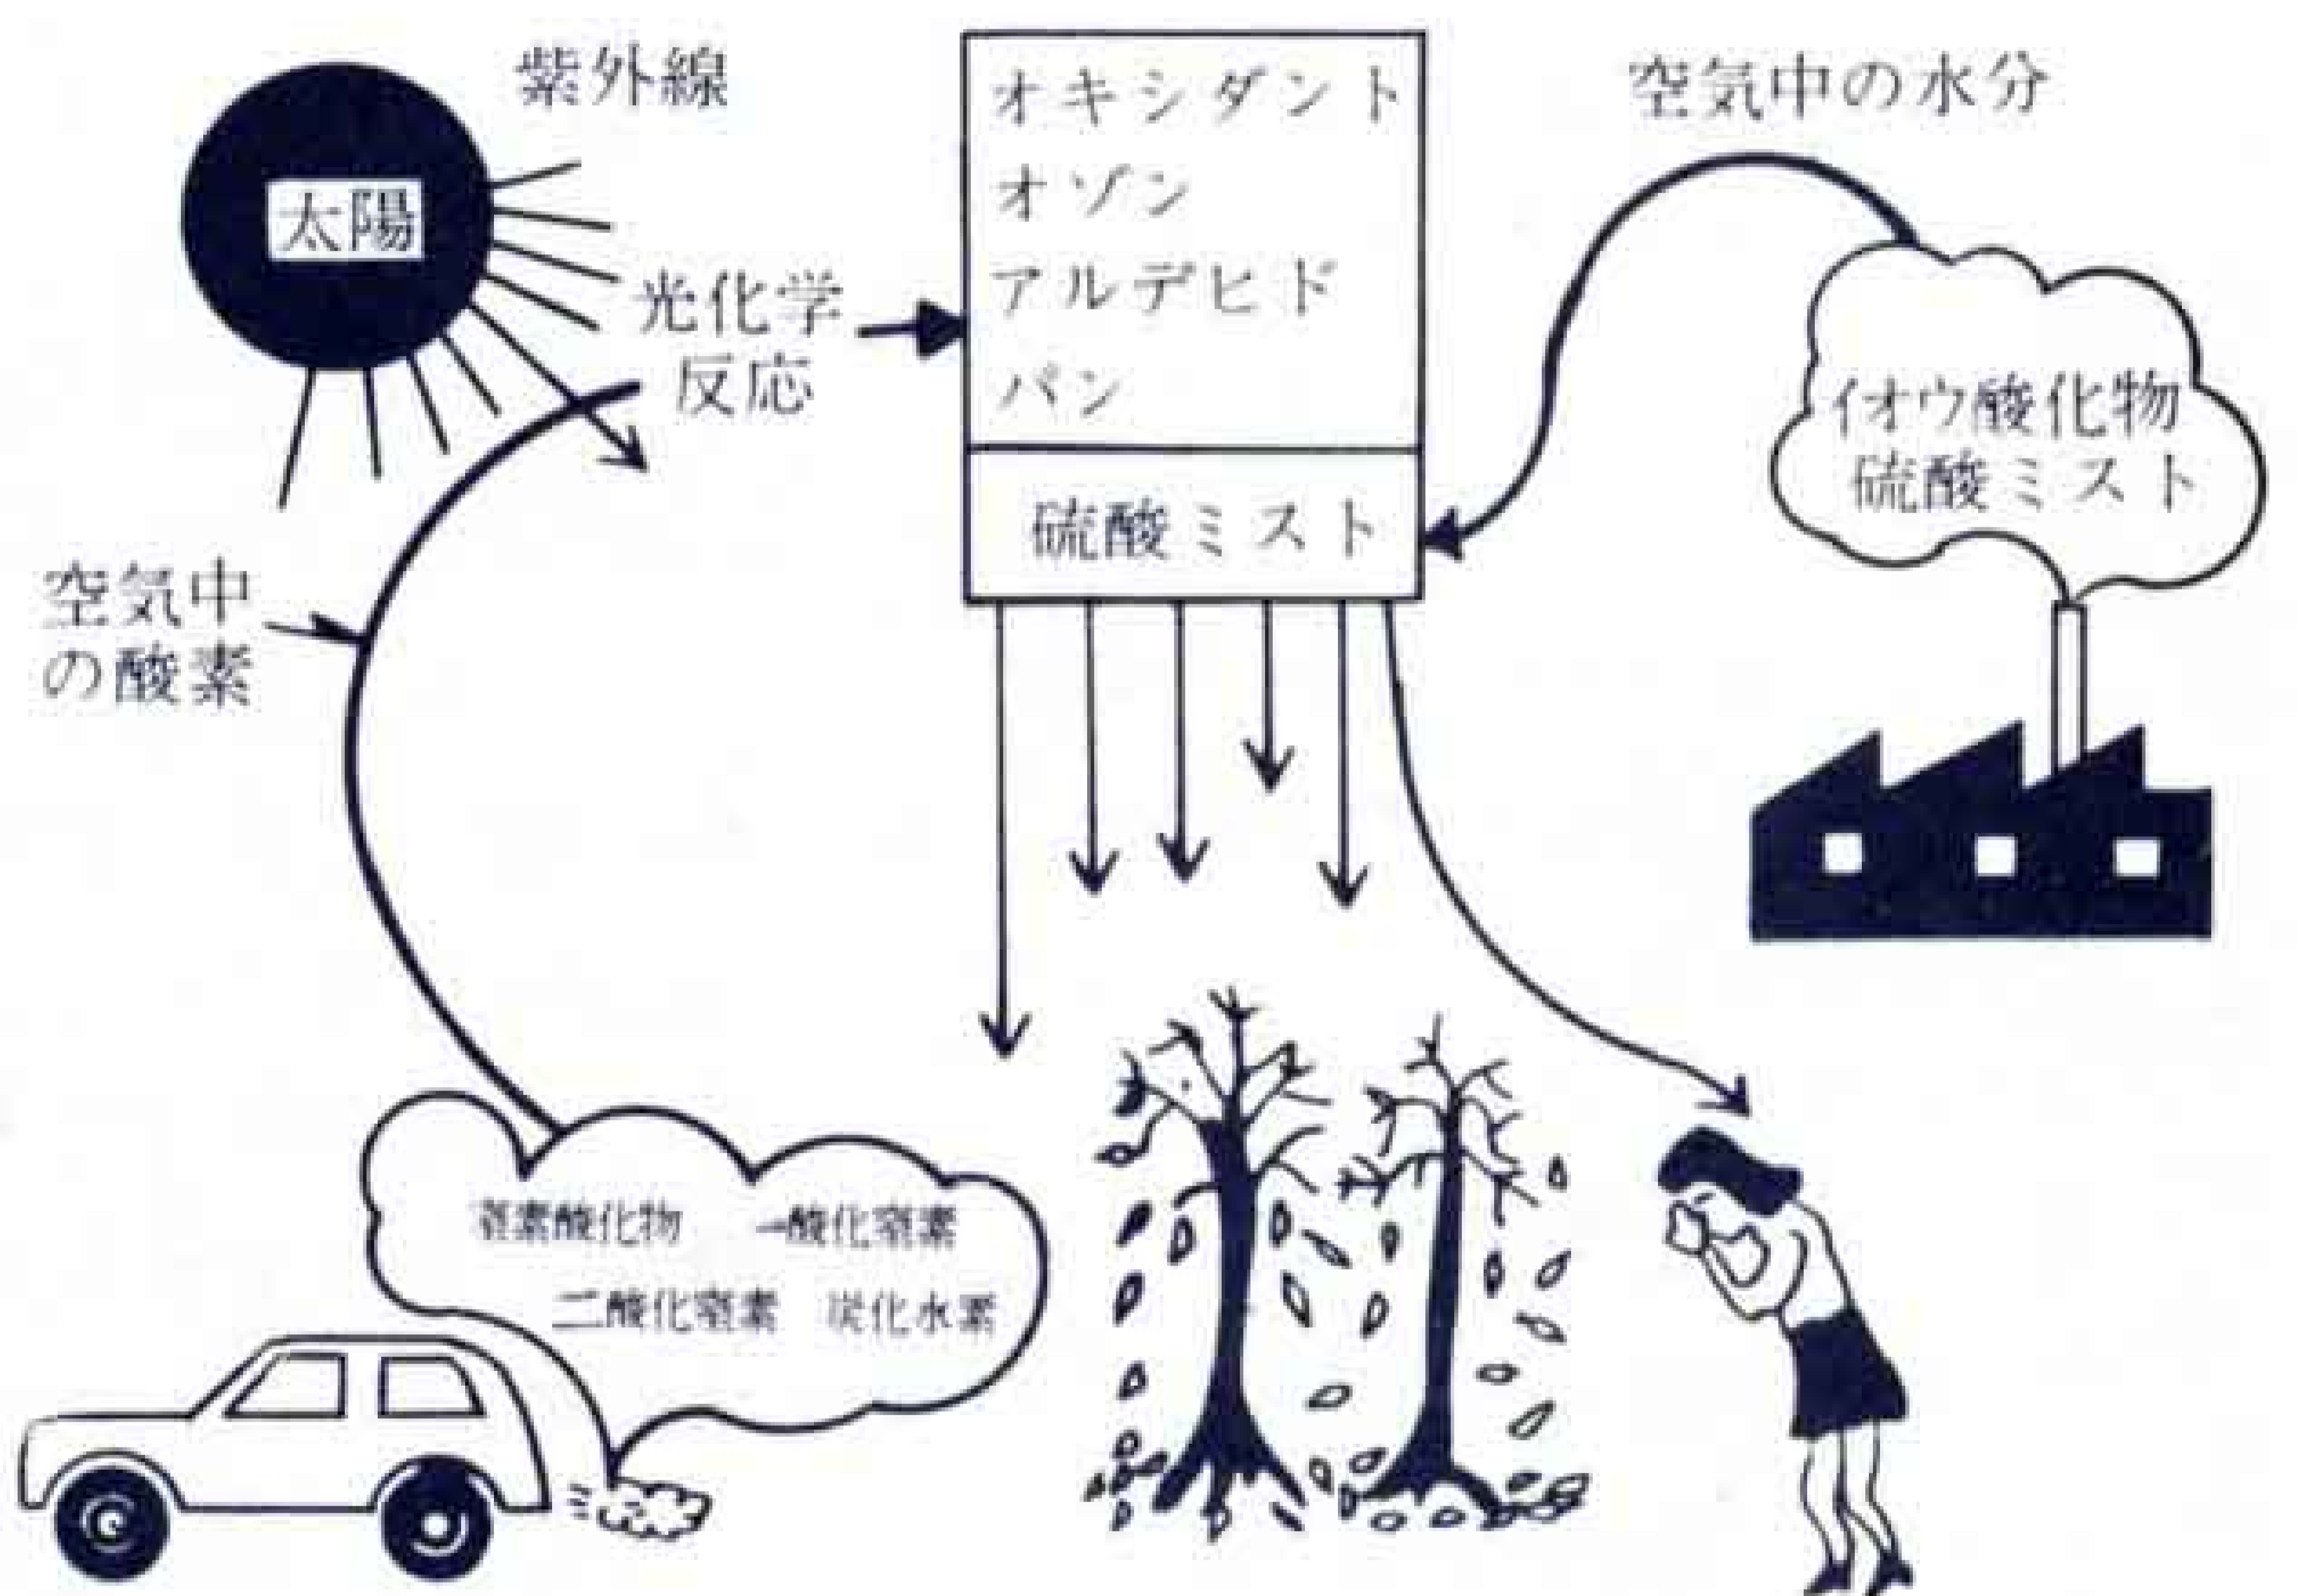 紫外線
太陽
光化学
反応
空気中
の酸素
オキシダント
オゾン
アルデヒド
パン
硫酸ミスト
空気中の水分
イオウ酸化物
硫酸ミスト
窒素酸化物 一酸化窒素
二酸化窒素 炭化水素